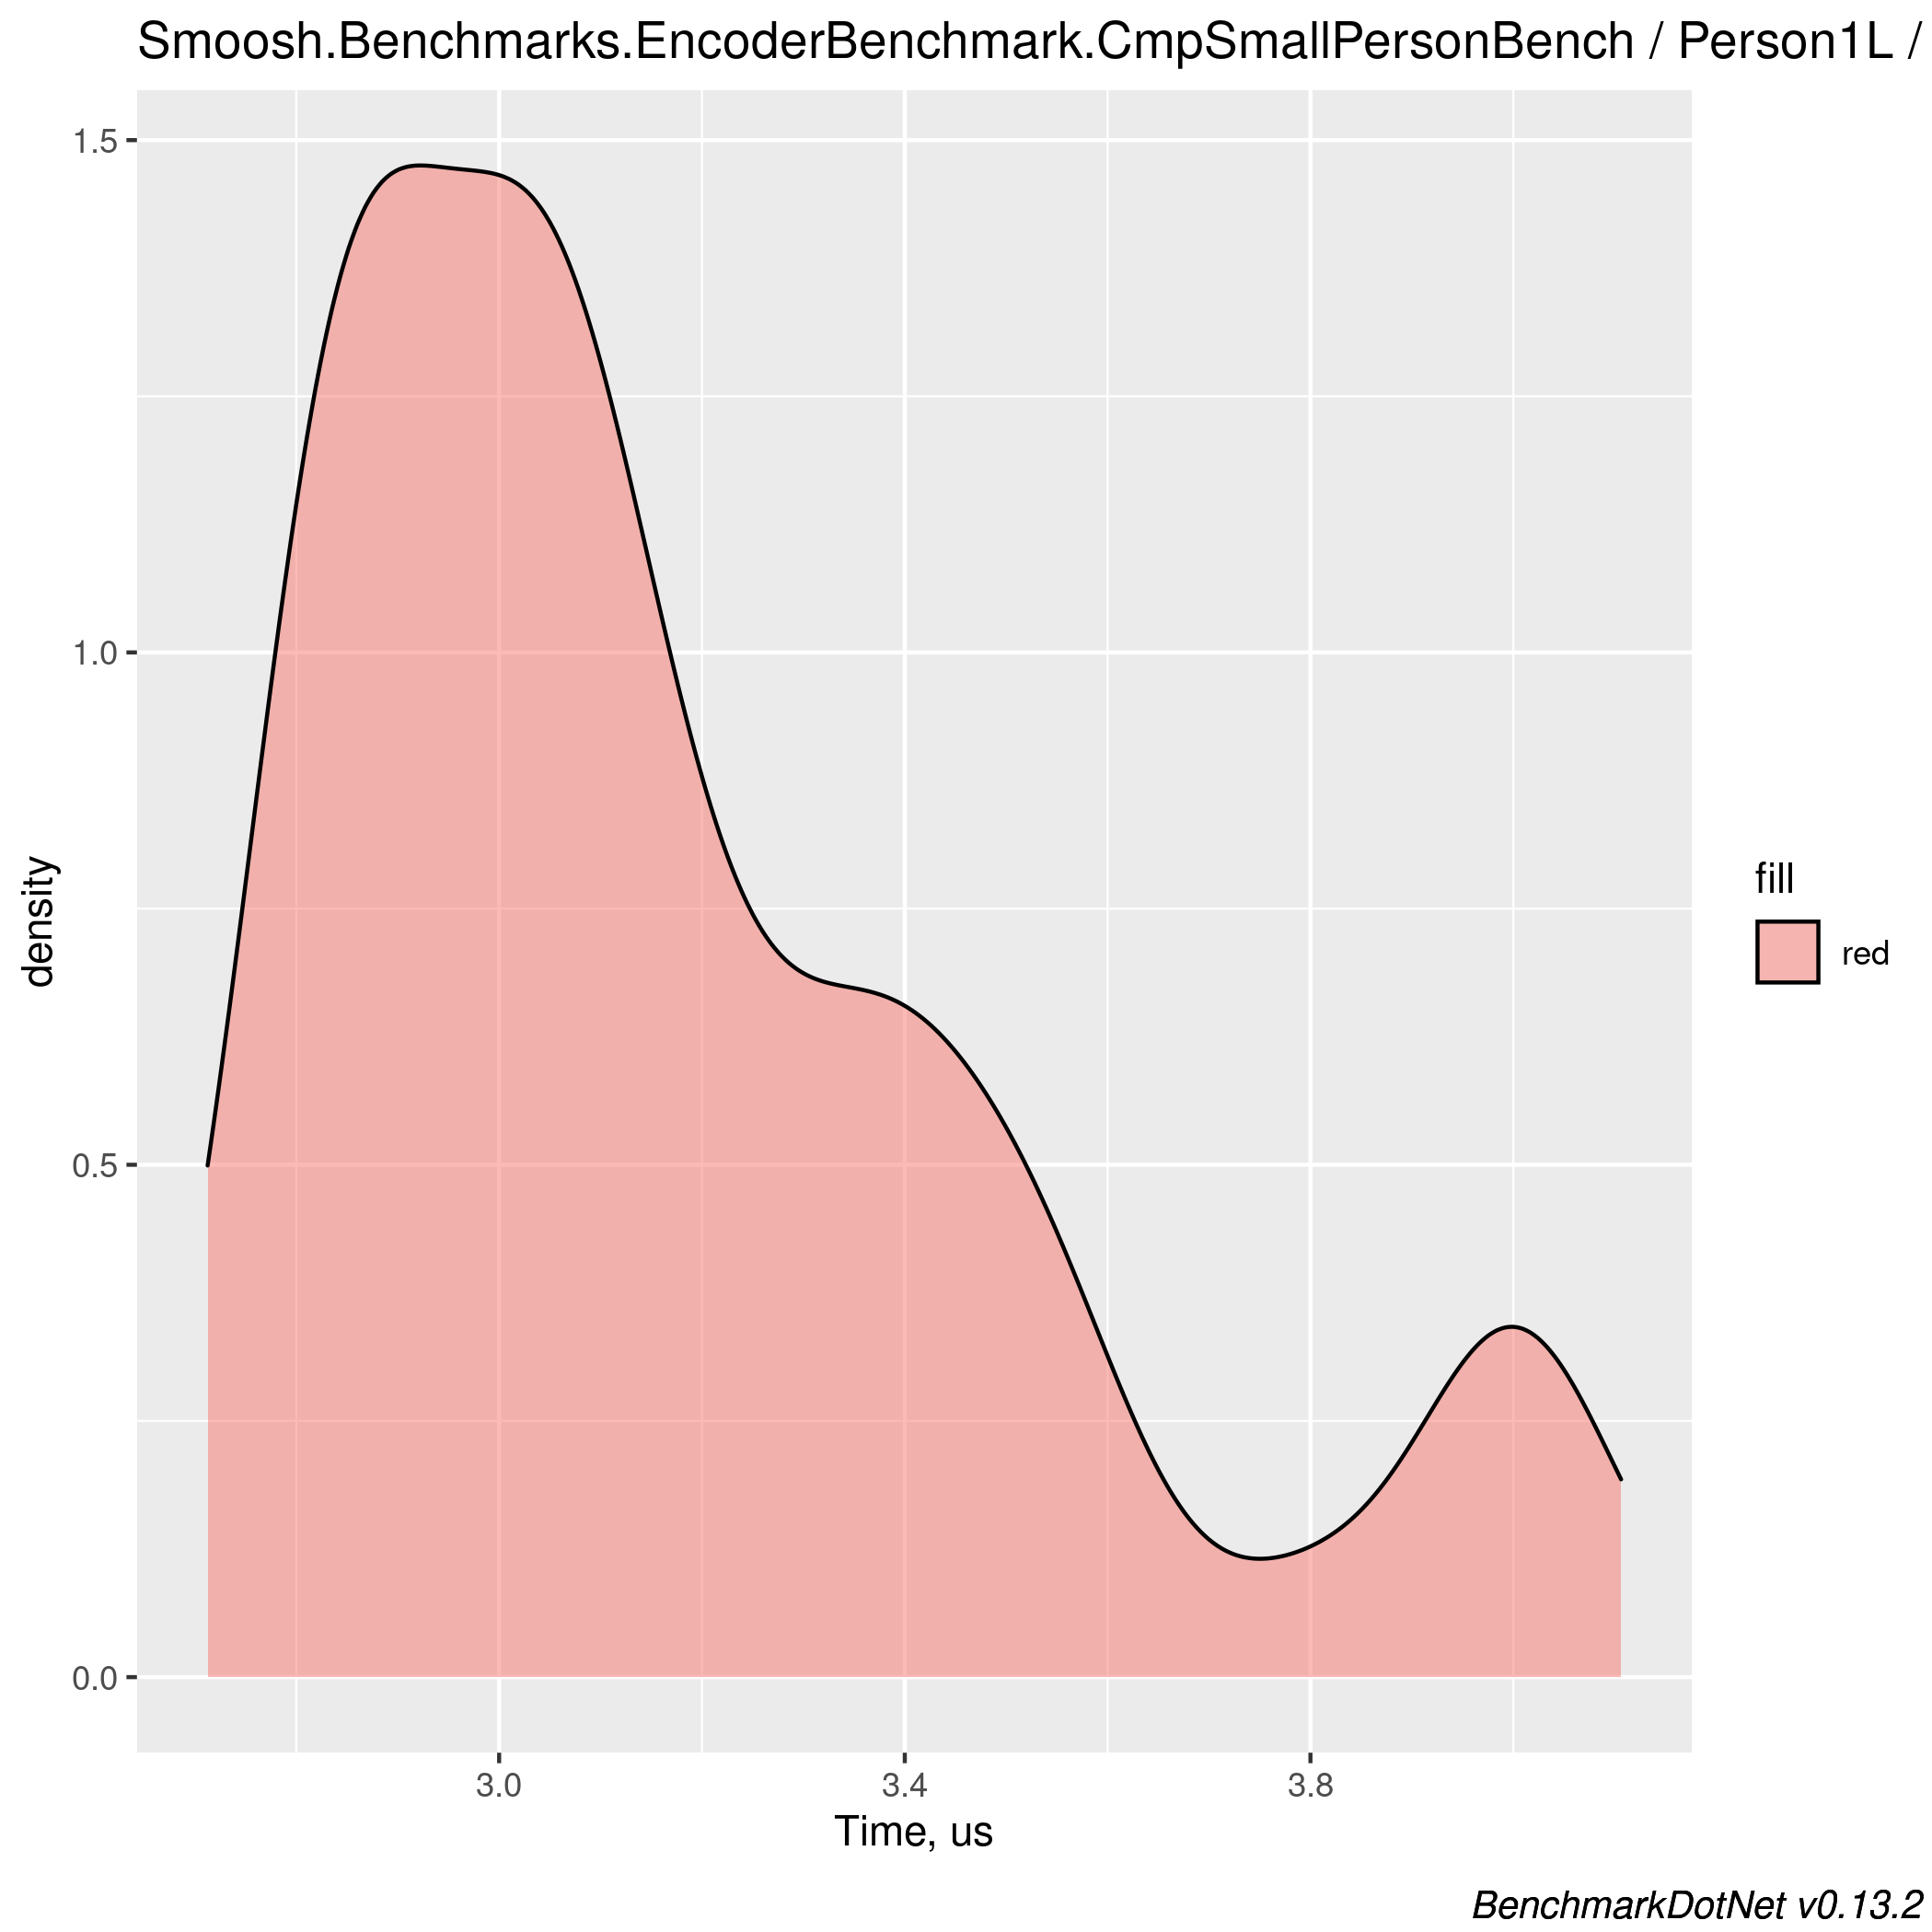 Smoosh.Benchmarks.EncoderBenchmark.CmpSmallPersonBench / Person1L /
1.5
1.0
0.5
0.0
density
3.0 3.4 3.8
Time, us
fill
red
BenchmarkDotNet v0.13.2